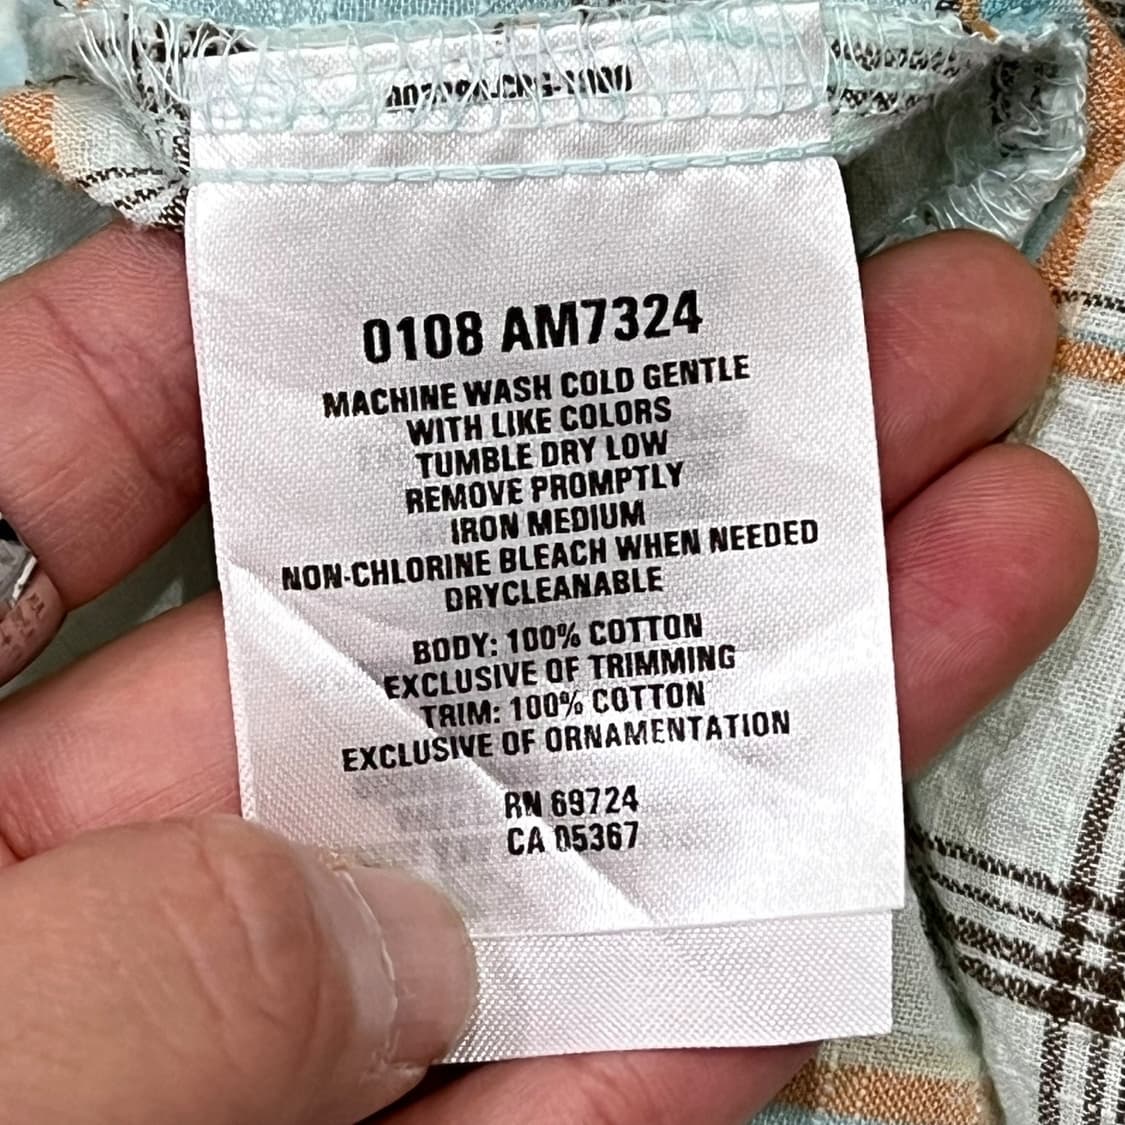 0108 AM7324
MACHINE WASH COLD GENTLE
WITH LIKE COLORS
TUMBLE DRY LOW
REMOVE PROMPTLY
IRON MEDIUM
NON-CHLORINE BLEACH WHEN NEEDED
DRYCLEANABLE
BODY: 100% COTTON
EXCLUSIVE OF TRIMMING
TRIM: 100% COTTON
EXCLUSIVE OF ORNAMENTATION
RN 69724
CA 05367